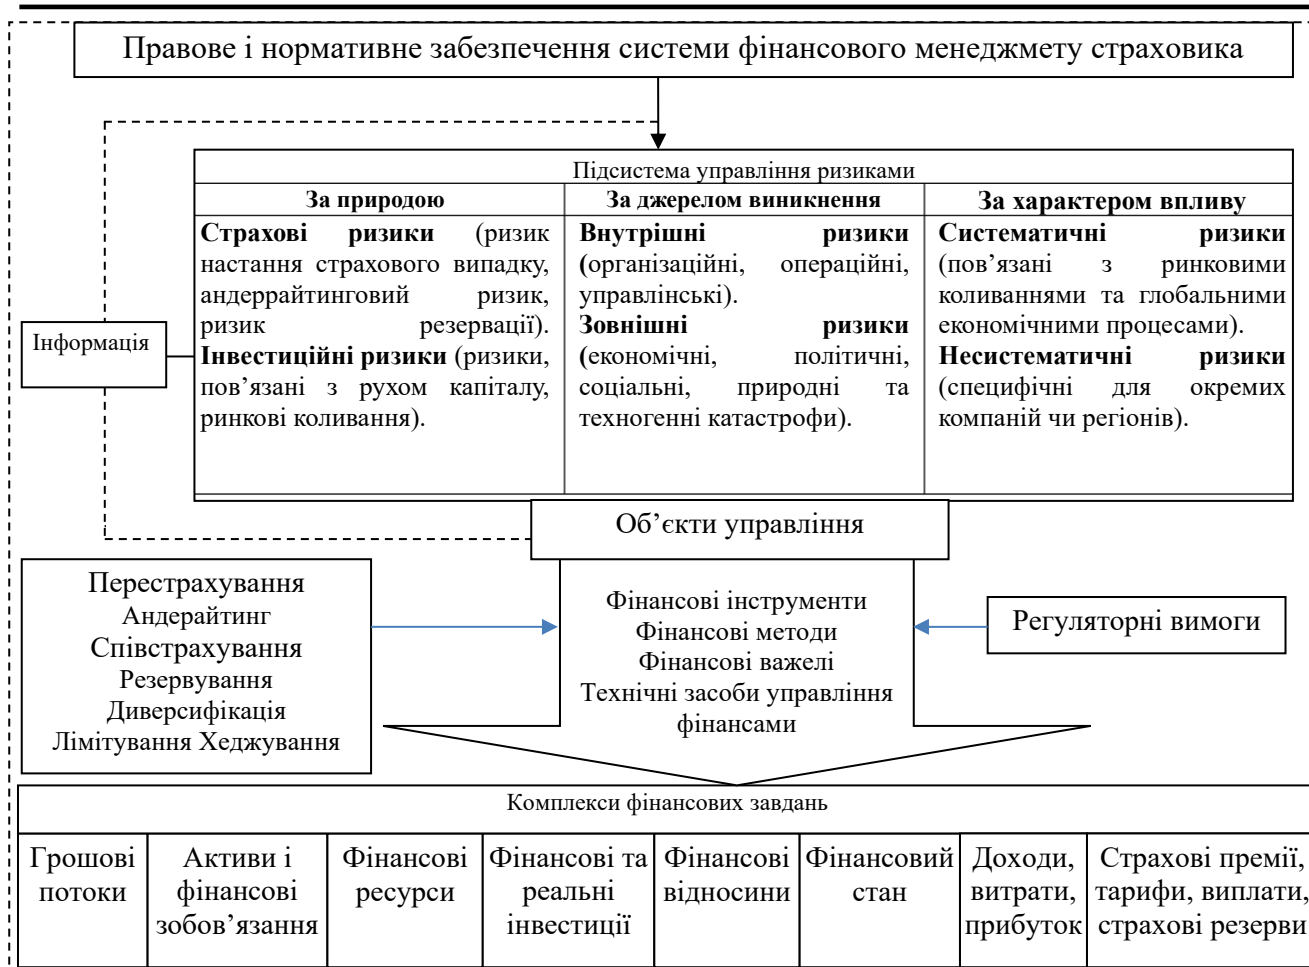 Правове і нормативне забезпечення системи фінансового менеджмету страховика
Підсистема управління ризиками
За природою
Страхові ризики (ризик
настання страхового випадку,
андеррайтинговий ризик,
ризик резервації).
Інвестиційні ризики (ризики,
пов’язані з рухом капіталу,
ринкові коливання).
За джерелом виникнення
Внутрішні ризики
(організаційні, операційні,
управлінські).
Зовнішні ризики
(економічні, політичні,
соціальні, природні та
техногенні катастрофи).
За характером впливу
Систематичні ризики
(пов’язані з ринковими
коливаннями та глобальними
економічними процесами).
Несистематичні ризики
(специфічні для окремих
компаній чи регіонів).
Інформація
Об’єкти управління
Перестрахування
Андерайтинг
Співстрахування
Резервування
Диверсифікація
Лімітування Хеджування
Фінансові інструменти
Фінансові методи
Фінансові важелі
Технічні засоби управління
фінансами
Регуляторні вимоги
Комплекси фінансових завдань
Грошові
потоки
Активи і
фінансові
зобов’язання
Фінансові
ресурси
Фінансові та
реальні
інвестиції
Фінансові
відносини
Фінансовий
стан
Доходи,
витрати,
прибуток
Страхові премії,
тарифи, виплати,
страхові резерви